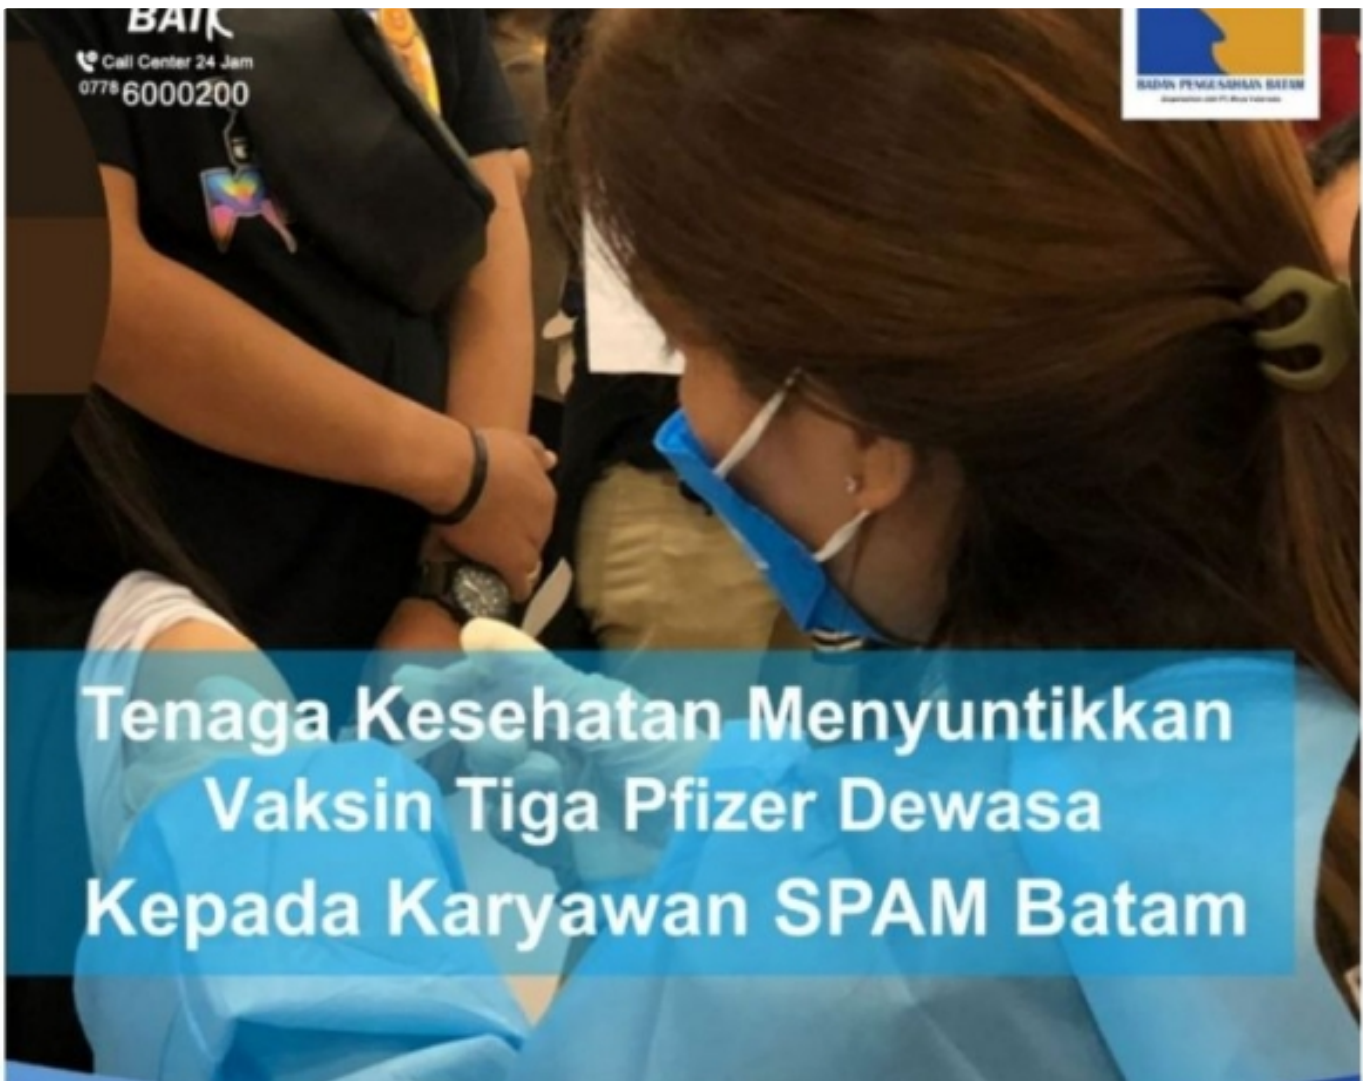 BAIK
Call Center 24 Jam
0778 6000200
BADAN PENGUSAHAAN BATAM
Tenaga Kesehatan Menyuntikkan
Vaksin Tiga Pfizer Dewasa
Kepada Karyawan SPAM Batam